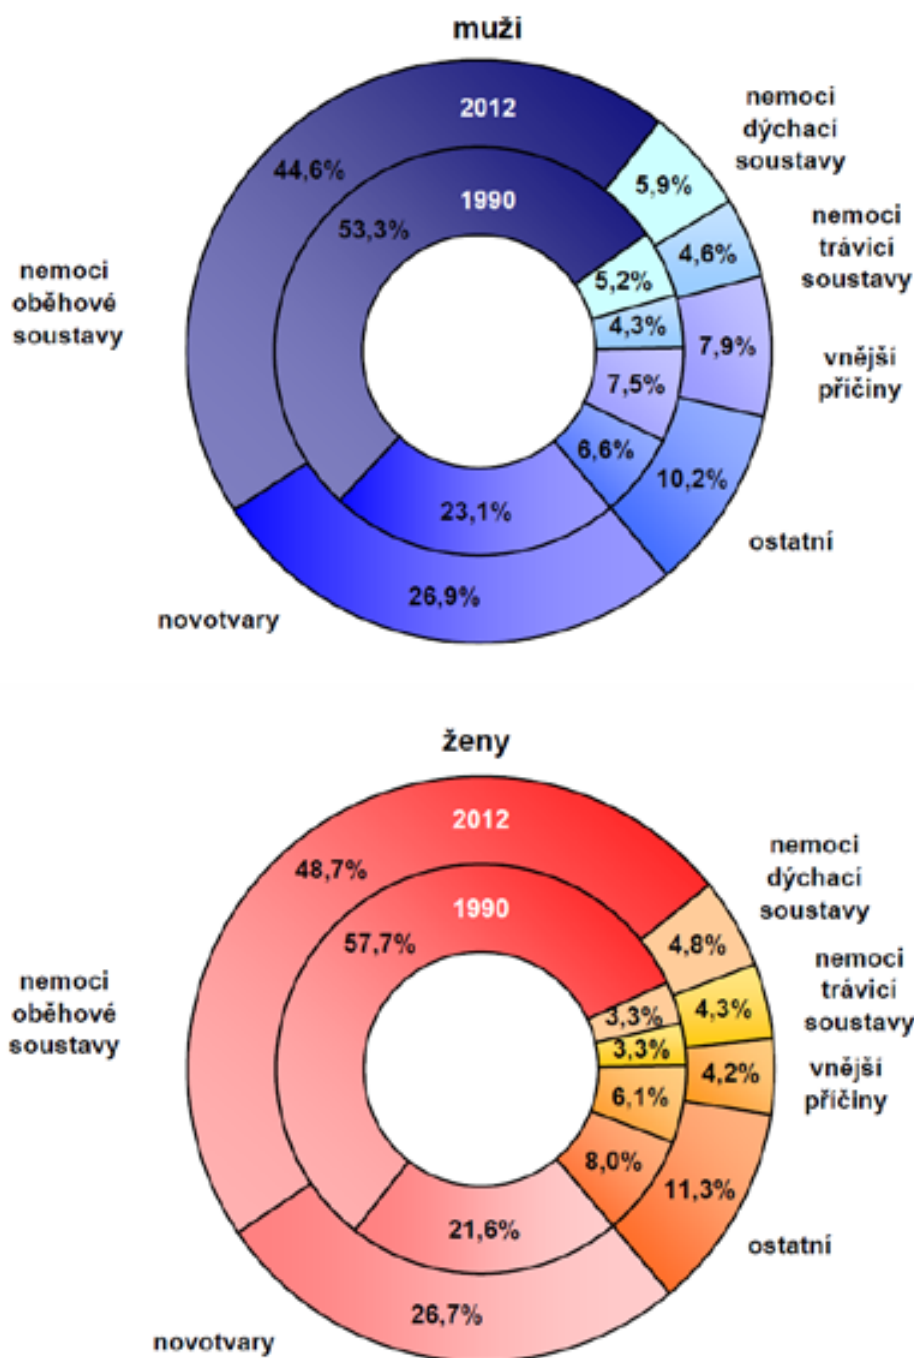 muži
2012
44,6%
1990
53,3%
nemoci
dýchací
soustavy
5,9%
5,2%
nemoci
trávicí
soustavy
4,6%
4,3%
nemoci
oběhové
soustavy
7,9%
7,5%
vnější
příčiny
6,6%
10,2%
ostatní
23,1%
26,9%
novotvary
ženy
2012
48,7%
1990
57,7%
nemoci
dýchací
soustavy
4,8%
3,3%
nemoci
trávicí
soustavy
4,3%
3,3%
nemoci
oběhové
soustavy
4,2%
6,1%
vnější
příčiny
8,0%
11,3%
ostatní
21,6%
26,7%
novotvary